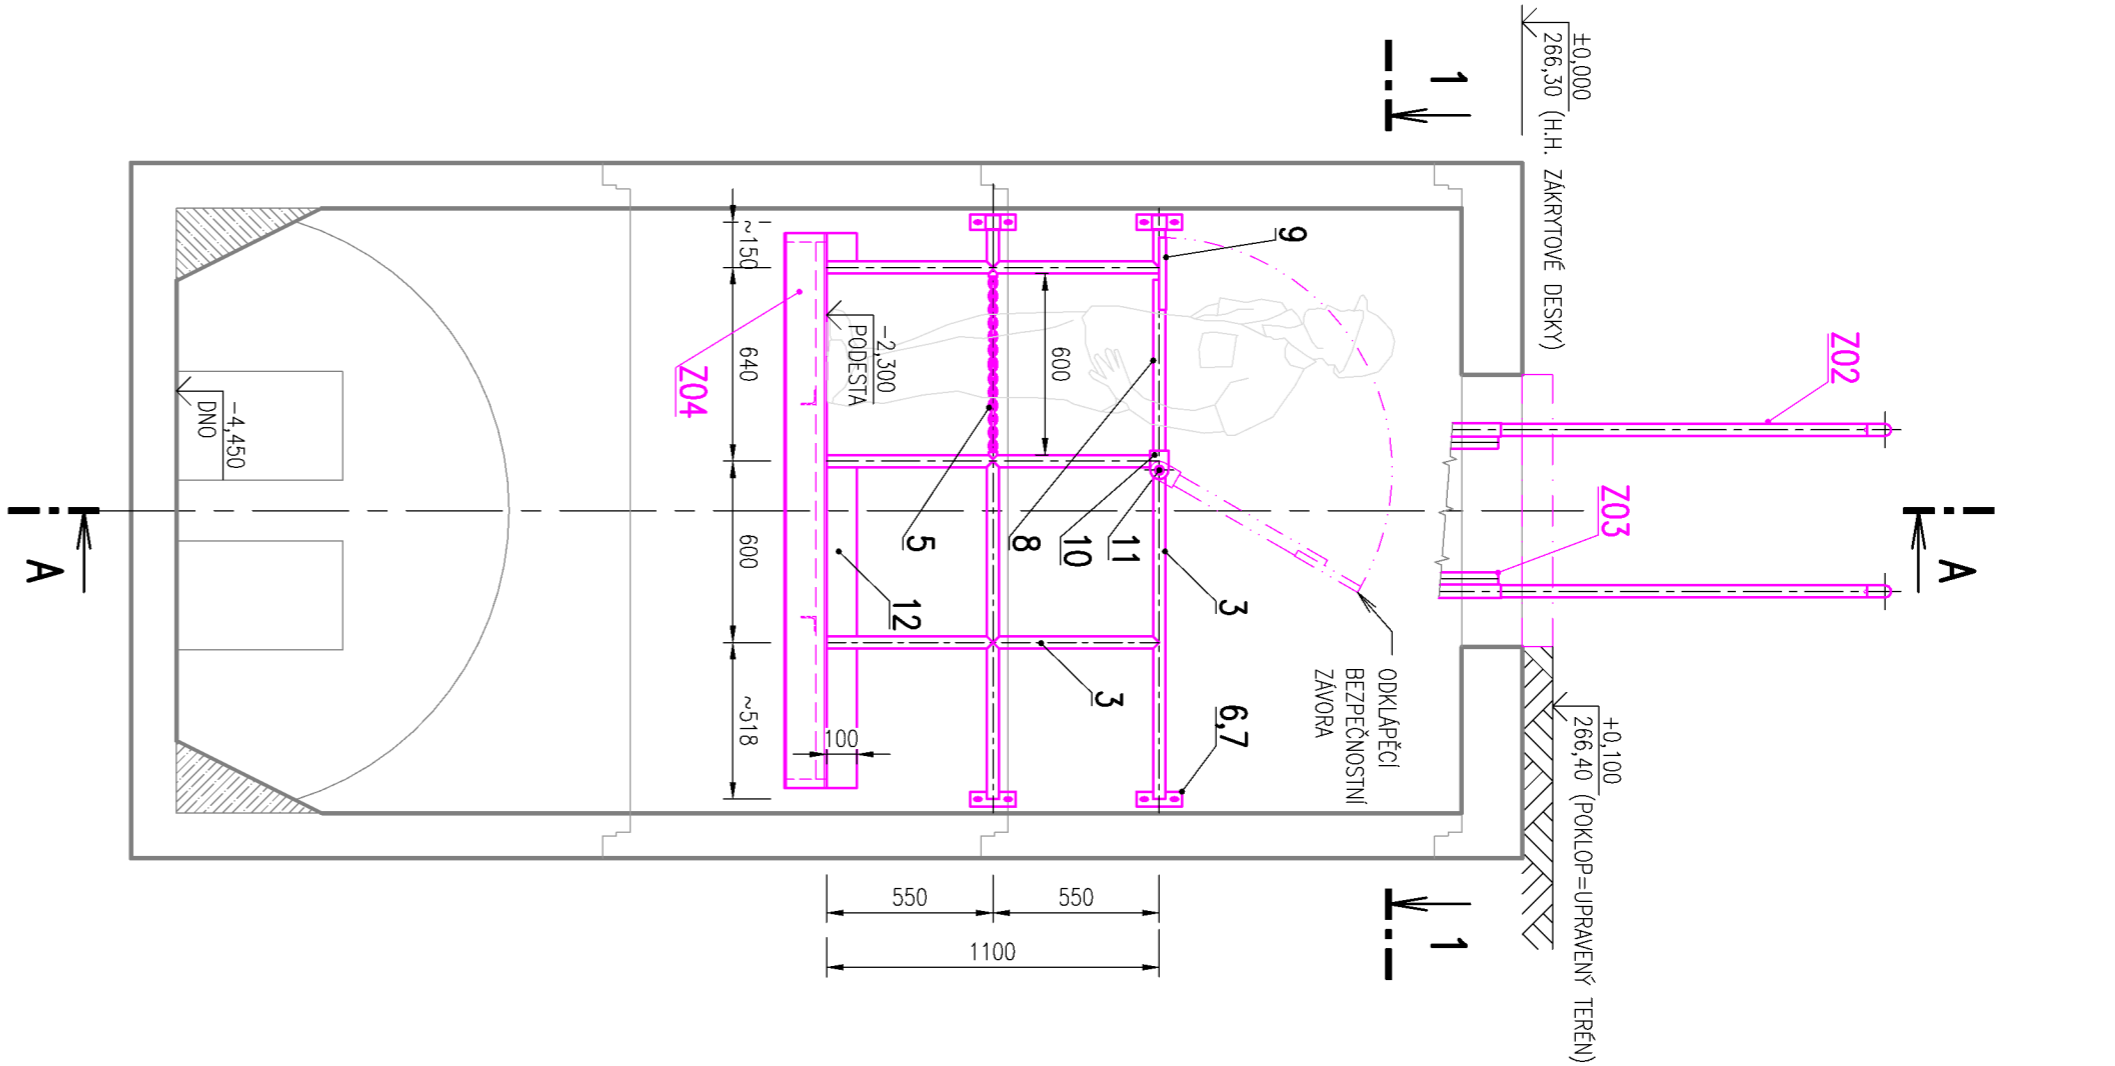 ±0,000
266,30 (H.H. ZÁKRYTOVÉ DESKY)
+0,100
266,40 (POKLOP=UPRAVENÝ TERÉN)
1
1
A
A
Z02
Z03
ODKLÁPĚCÍ
BEZPEČNOSTNÍ
ZÁVORA
9
3
6,7
11
10
8
5
3
12
600
-2,300
PODESTA
Z04
100
~150
640
600
~518
550
550
1100
-4,450
DNO